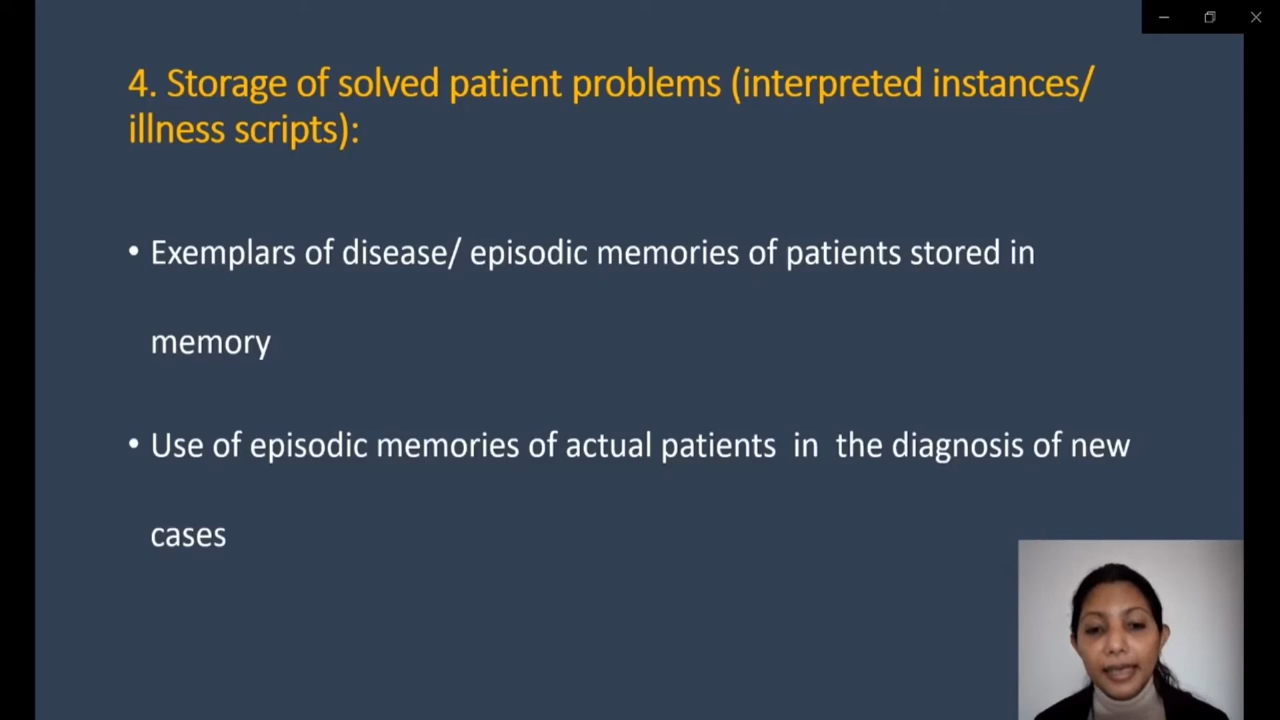 4. Storage of solved patient problems (interpreted instances/
illness scripts):
• Exemplars of disease/ episodic memories of patients stored in
memory
• Use of episodic memories of actual patients  in  the diagnosis of new
cases